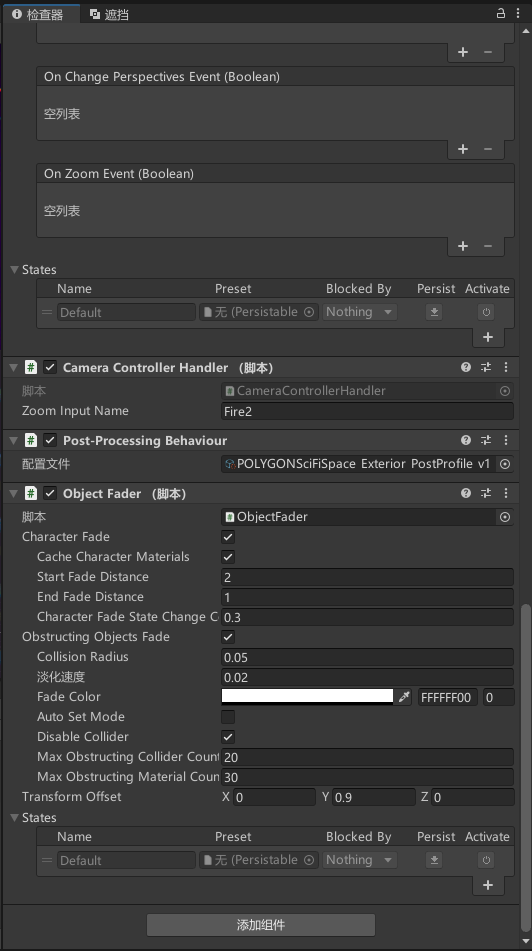 检查器 遮挡
On Change Perspectives Event (Boolean)
空列表
On Zoom Event (Boolean)
空列表
States
Name Preset Blocked By Persist Activate
Default 无 (Persistable Nothing
Camera Controller Handler （脚本）
脚本 CameraControllerHandler
Zoom Input Name Fire2
Post-Processing Behaviour
配置文件 POLYGONSciFiSpace_Exterior_PostProfile_v1
Object Fader （脚本）
脚本 ObjectFader
Character Fade
Cache Character Materials
Start Fade Distance 2
End Fade Distance 1
Character Fade State Change C 0.3
Obstructing Objects Fade
Collision Radius 0.05
淡化速度 0.02
Fade Color FFFFFF00 0
Auto Set Mode
Disable Collider
Max Obstructing Collider Count 20
Max Obstructing Material Coun 30
Transform Offset X 0 Y 0.9 Z 0
States
Name Preset Blocked By Persist Activate
Default 无 (Persistable Nothing
添加组件